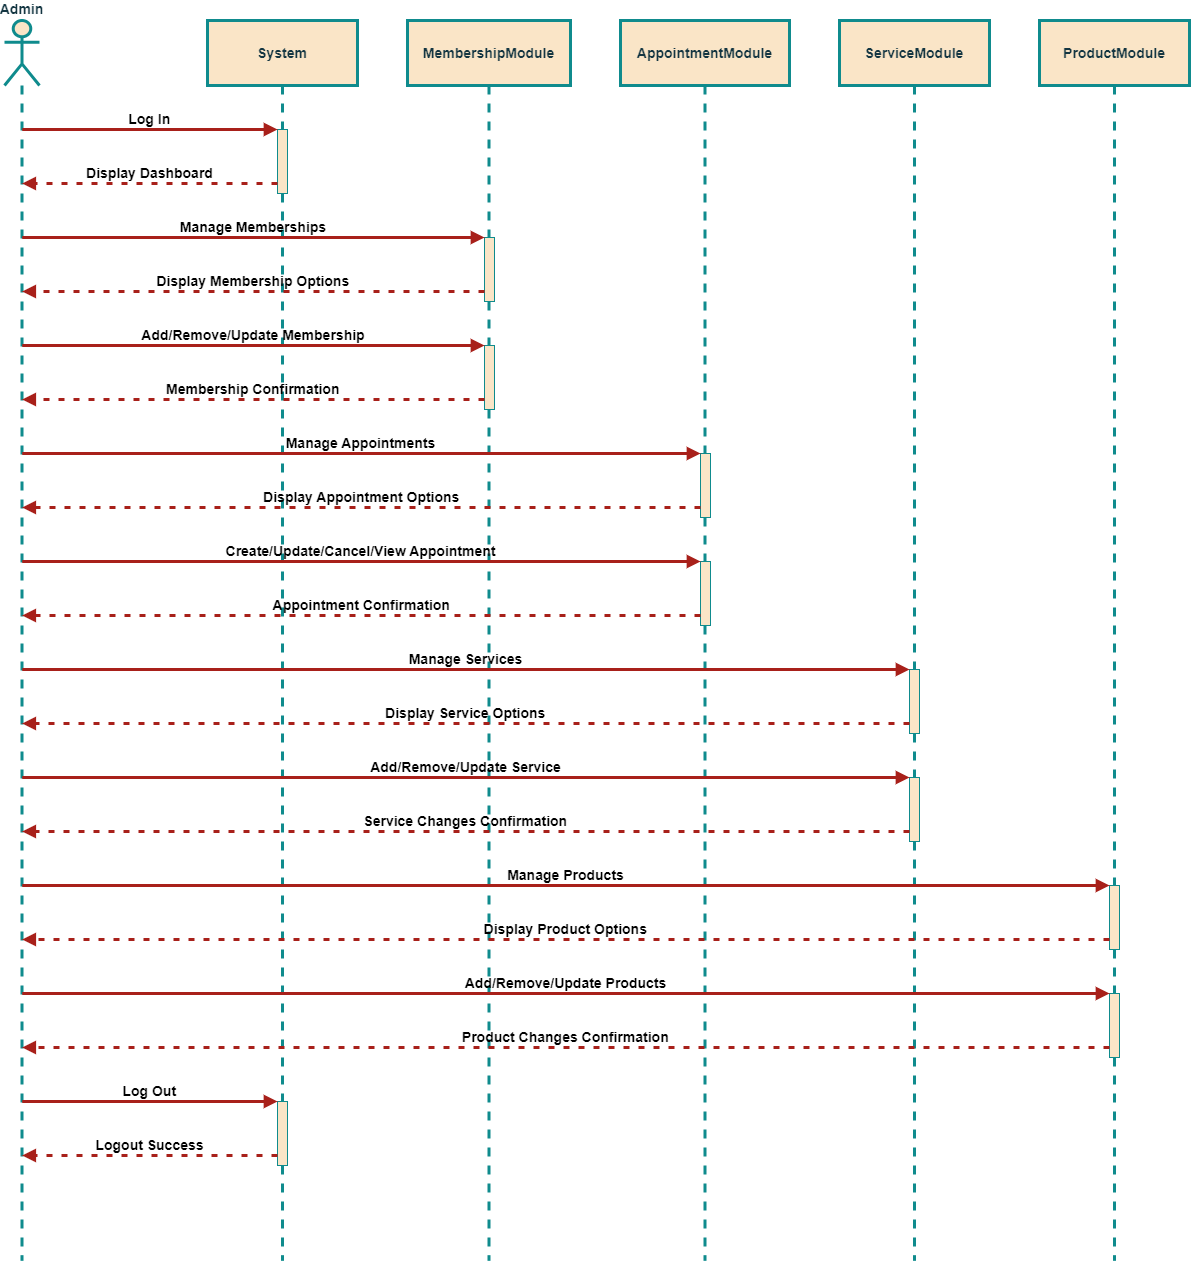 Admin
System
MembershipModule
AppointmentModule
ServiceModule
ProductModule
Log In
Display Dashboard
Manage Memberships
Display Membership Options
Add/Remove/Update Membership
Membership Confirmation
Manage Appointments
Display Appointment Options
Create/Update/Cancel/View Appointment
Appointment Confirmation
Manage Services
Display Service Options
Add/Remove/Update Service
Service Changes Confirmation
Manage Products
Display Product Options
Add/Remove/Update Products
Product Changes Confirmation
Log Out
Logout Success